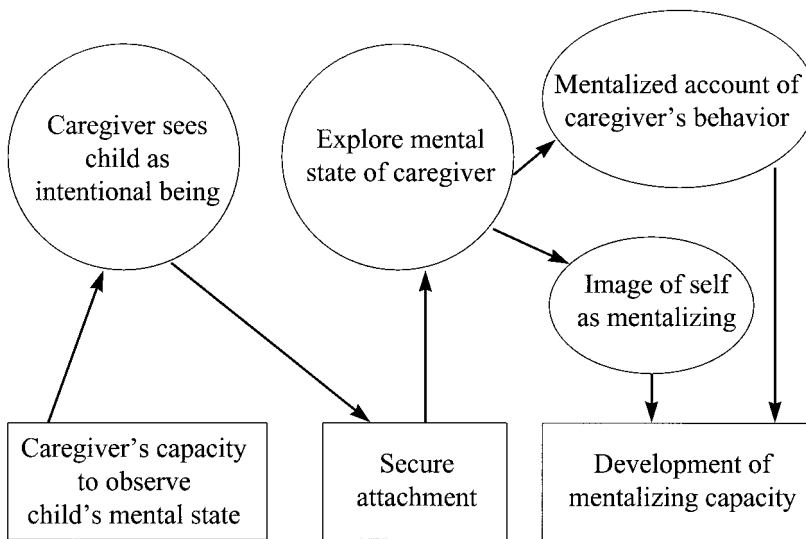 Caregiver sees
child as
intentional being
Explore mental
state of caregiver
Mentalized account of
caregiver's behavior
Image of self
as mentalizing
Caregiver's capacity
to observe
child's mental state
Secure
attachment
Development of
mentalizing capacity